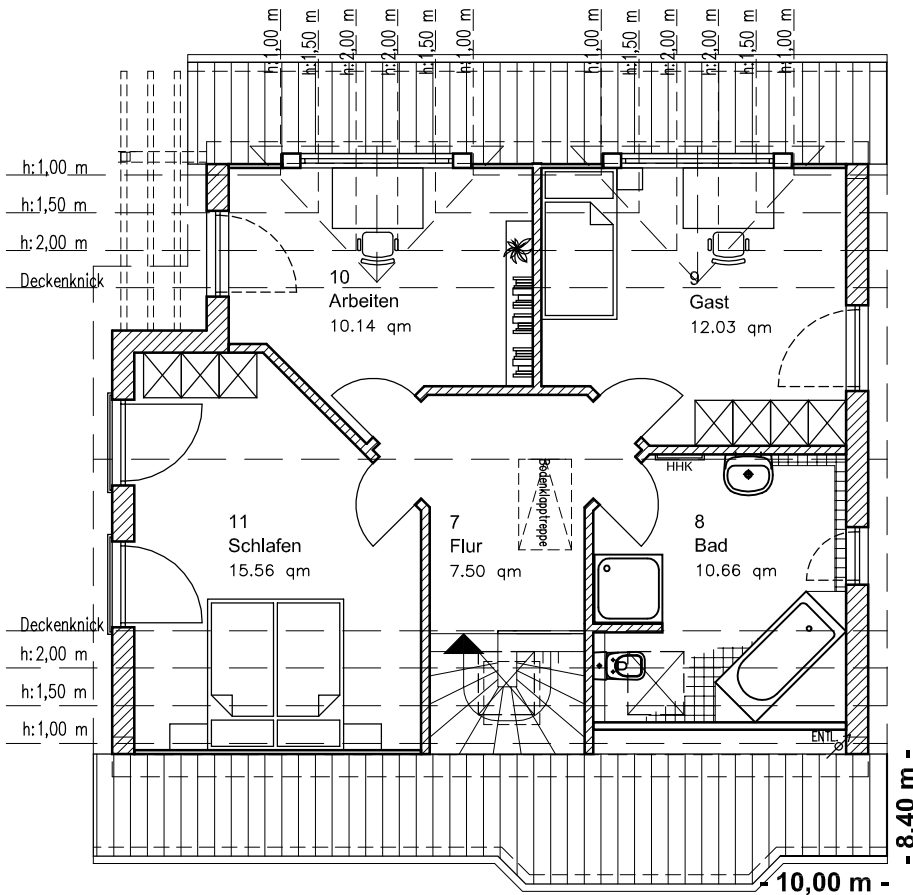 h:1,00 m
h:1,50 m
h:2,00 m
h:2,00 m
h:1,50 m
h:1,00 m
h:1,00 m
h:1,50 m
h:2,00 m
h:2,00 m
h:1,50 m
h:1,00 m
h:1,00 m
h:1,50 m
h:2,00 m
Deckenknick
10
Arbeiten
10.14 qm
9
Gast
12.03 qm
HHK
Bodenklapptreppe
11
Schlafen
15.56 qm
7
Flur
7.50 qm
8
Bad
10.66 qm
Deckenknick
h:2,00 m
h:1,50 m
h:1,00 m
ENTL.
- 8.40 m -
- 10,00 m -